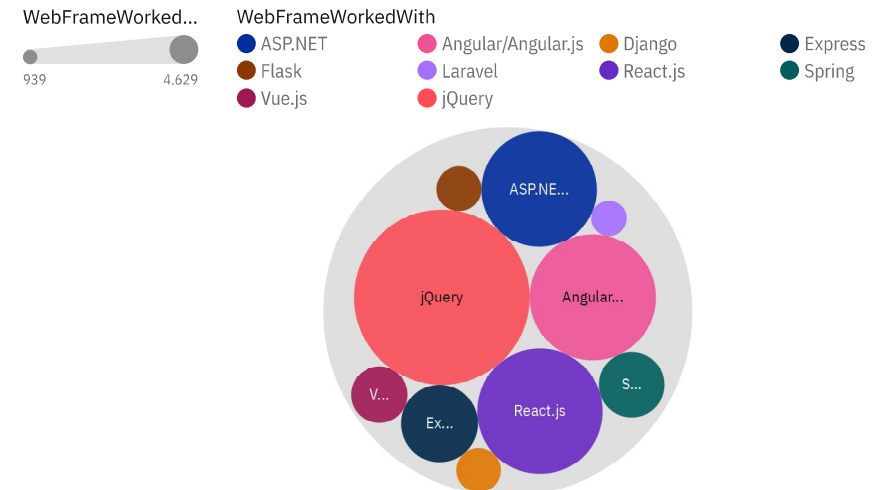 WebFrameWorked...
939
4.629
WebFrameWorkedWith
ASP.NET
Angular/Angular.js
Django
Express
Flask
Laravel
React.js
Spring
Vue.js
jQuery
ASP.NE...
jQuery
Angular...
S...
V...
React.js
Ex...